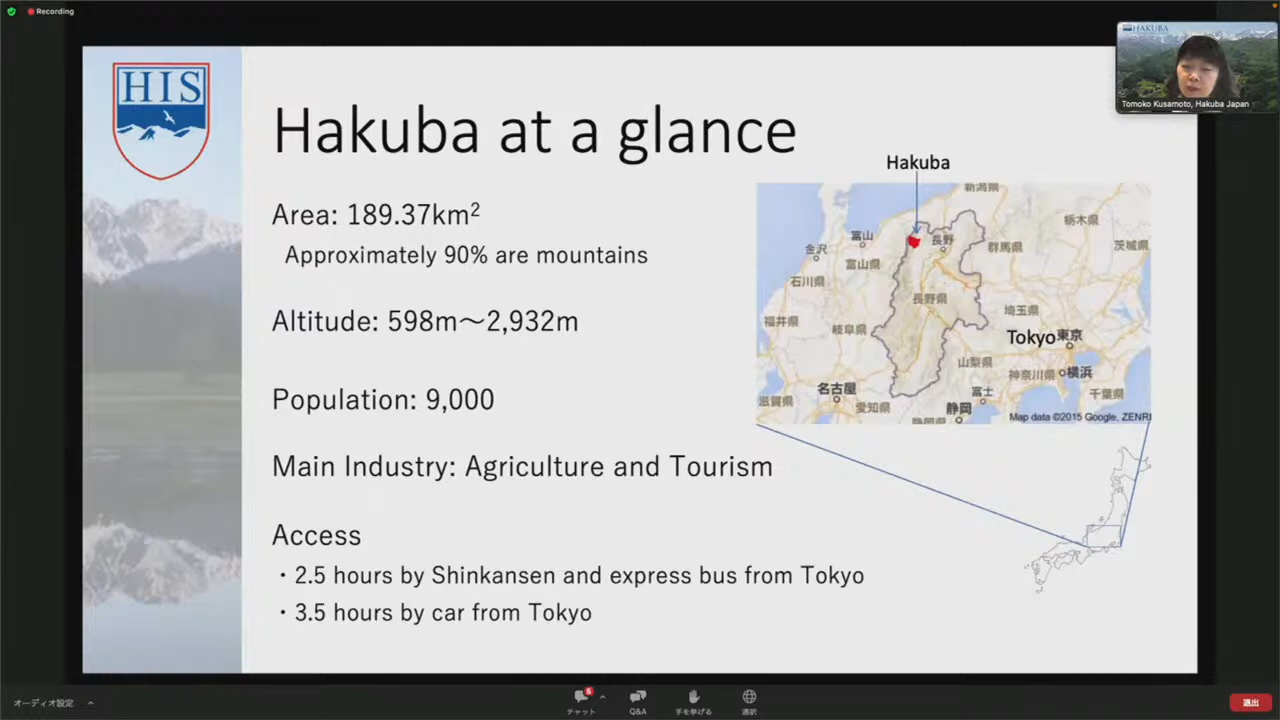 Recording
HAKUBA
Tomoko Kusamoto, Hakuba Japan
HIS
Hakuba at a glance
Area: 189.37km²
Approximately 90% are mountains
Altitude: 598m～2,932m
Population: 9,000
Main Industry: Agriculture and Tourism
Access
・2.5 hours by Shinkansen and express bus from Tokyo
・3.5 hours by car from Tokyo
Hakuba
新潟県
栃木県
富山
長野
金沢
群馬県
茨城県
富山県
石川県
長野県
埼玉県
福井県
岐阜県
Tokyo 東京
山梨県
神奈川県
横浜
名古屋
富士
千葉県
滋賀県
愛知県
静岡
静岡県
Map data ©2015 Google, ZENRI
オーディオ設定
6
チャット
Q&A
手を挙げる
通訳
退出